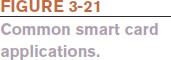 FIGURE 3-21
Common smart card
applications.